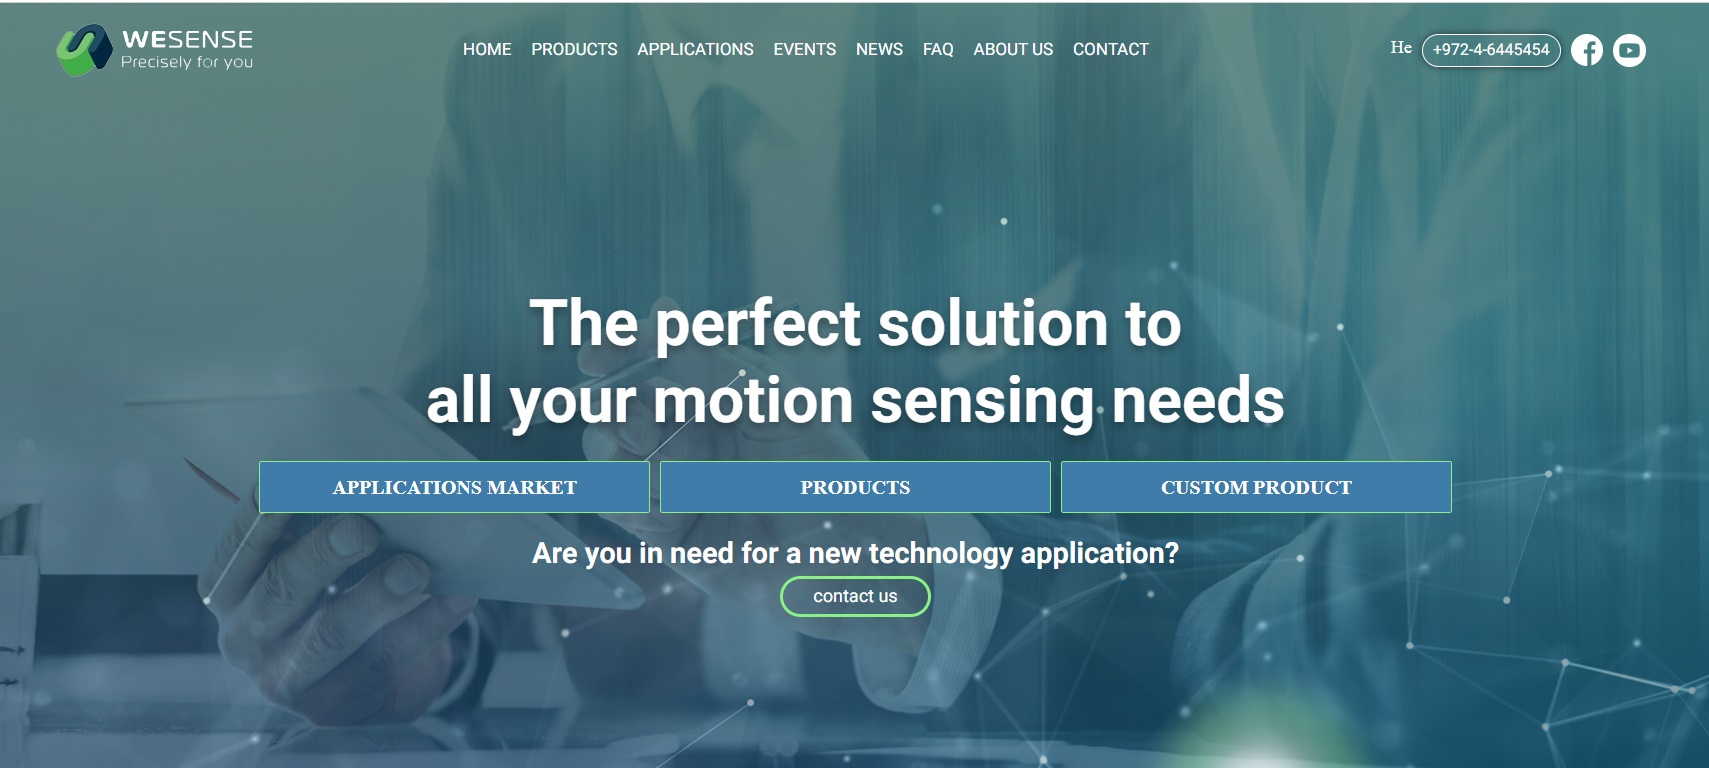 WESENSE
Precisely for you
HOME PRODUCTS APPLICATIONS EVENTS NEWS FAQ ABOUT US CONTACT
He +972-4-6445454
The perfect solution to
all your motion sensing needs
APPLICATIONS MARKET PRODUCTS CUSTOM PRODUCT
Are you in need for a new technology application?
contact us